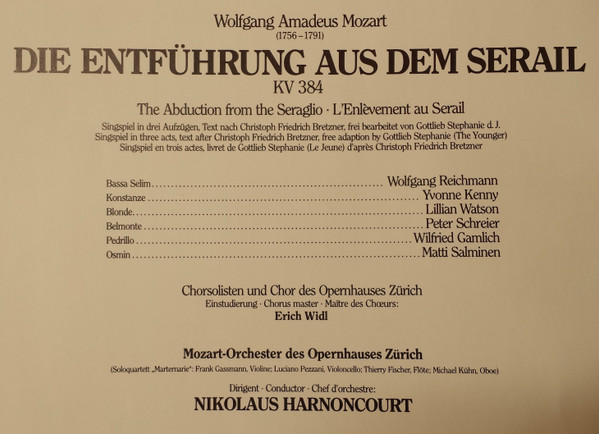 Wolfgang Amadeus Mozart
(1756–1791)
DIE ENTFÜHRUNG AUS DEM SERAIL
KV 384
The Abduction from the Seraglio · L'Enlèvement au Serail
Singspiel in drei Aufzügen, Text nach Christoph Friedrich Bretzner, frei bearbeitet von Gottlieb Stephanie d. J.
Singspiel in three acts, text after Christoph Friedrich Bretzner, free adaption by Gottlieb Stephanie (The Younger)
Singspiel en trois actes, livret de Gottlieb Stephanie (Le Jeune) d'après Christoph Friedrich Bretzner
Bassa Selim Wolfgang Reichmann
Konstanze Yvonne Kenny
Blonde Lillian Watson
Belmonte Peter Schreier
Pedrillo Wilfried Gamlich
Osmin Matti Salminen
Chorsolisten und Chor des Opernhauses Zürich
Einstudierung · Chorus master · Maître des Chœurs:
Erich Widl
Mozart-Orchester des Opernhauses Zürich
(Soloquartett „Marternarie“: Frank Gassmann, Violine; Luciano Pezzani, Violoncello; Thierry Fischer, Flöte; Michael Kühn, Oboe)
Dirigent · Conductor · Chef d'orchestre:
NIKOLAUS HARNONCOURT